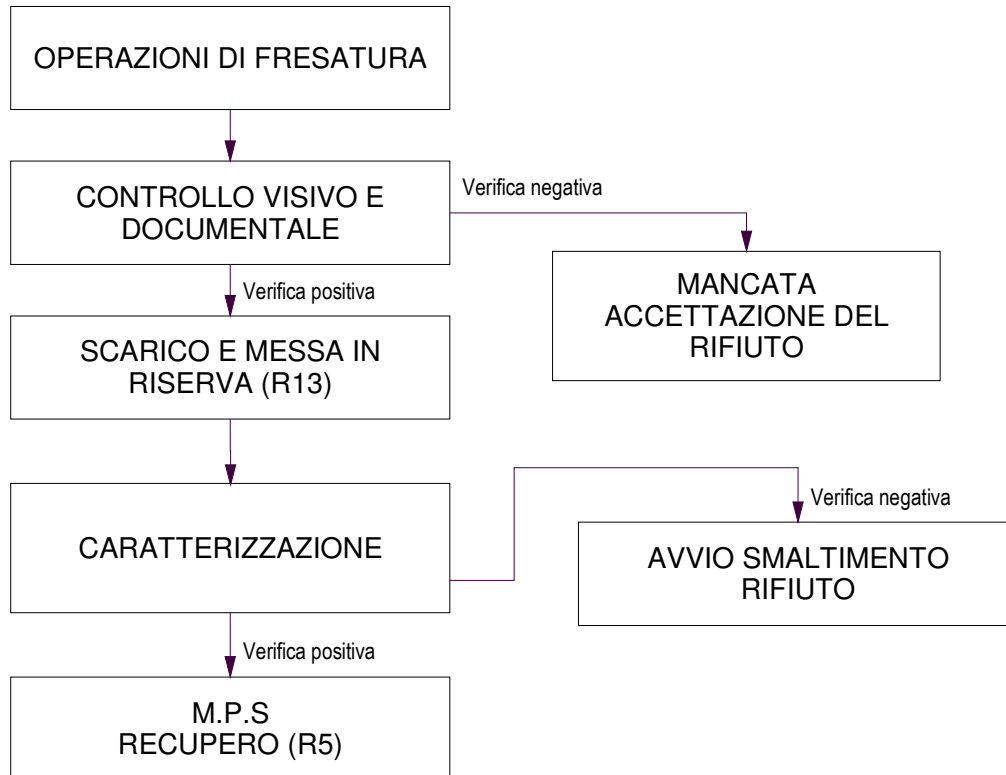 OPERAZIONI DI FRESATURA
CONTROLLO VISIVO E
DOCUMENTALE
Verifica negativa
MANCATA
ACCETTAZIONE DEL
RIFIUTO
Verifica positiva
SCARICO E MESSA IN
RISERVA (R13)
CARATTERIZZAZIONE
Verifica negativa
AVVIO SMALTIMENTO
RIFIUTO
Verifica positiva
M.P.S
RECUPERO (R5)